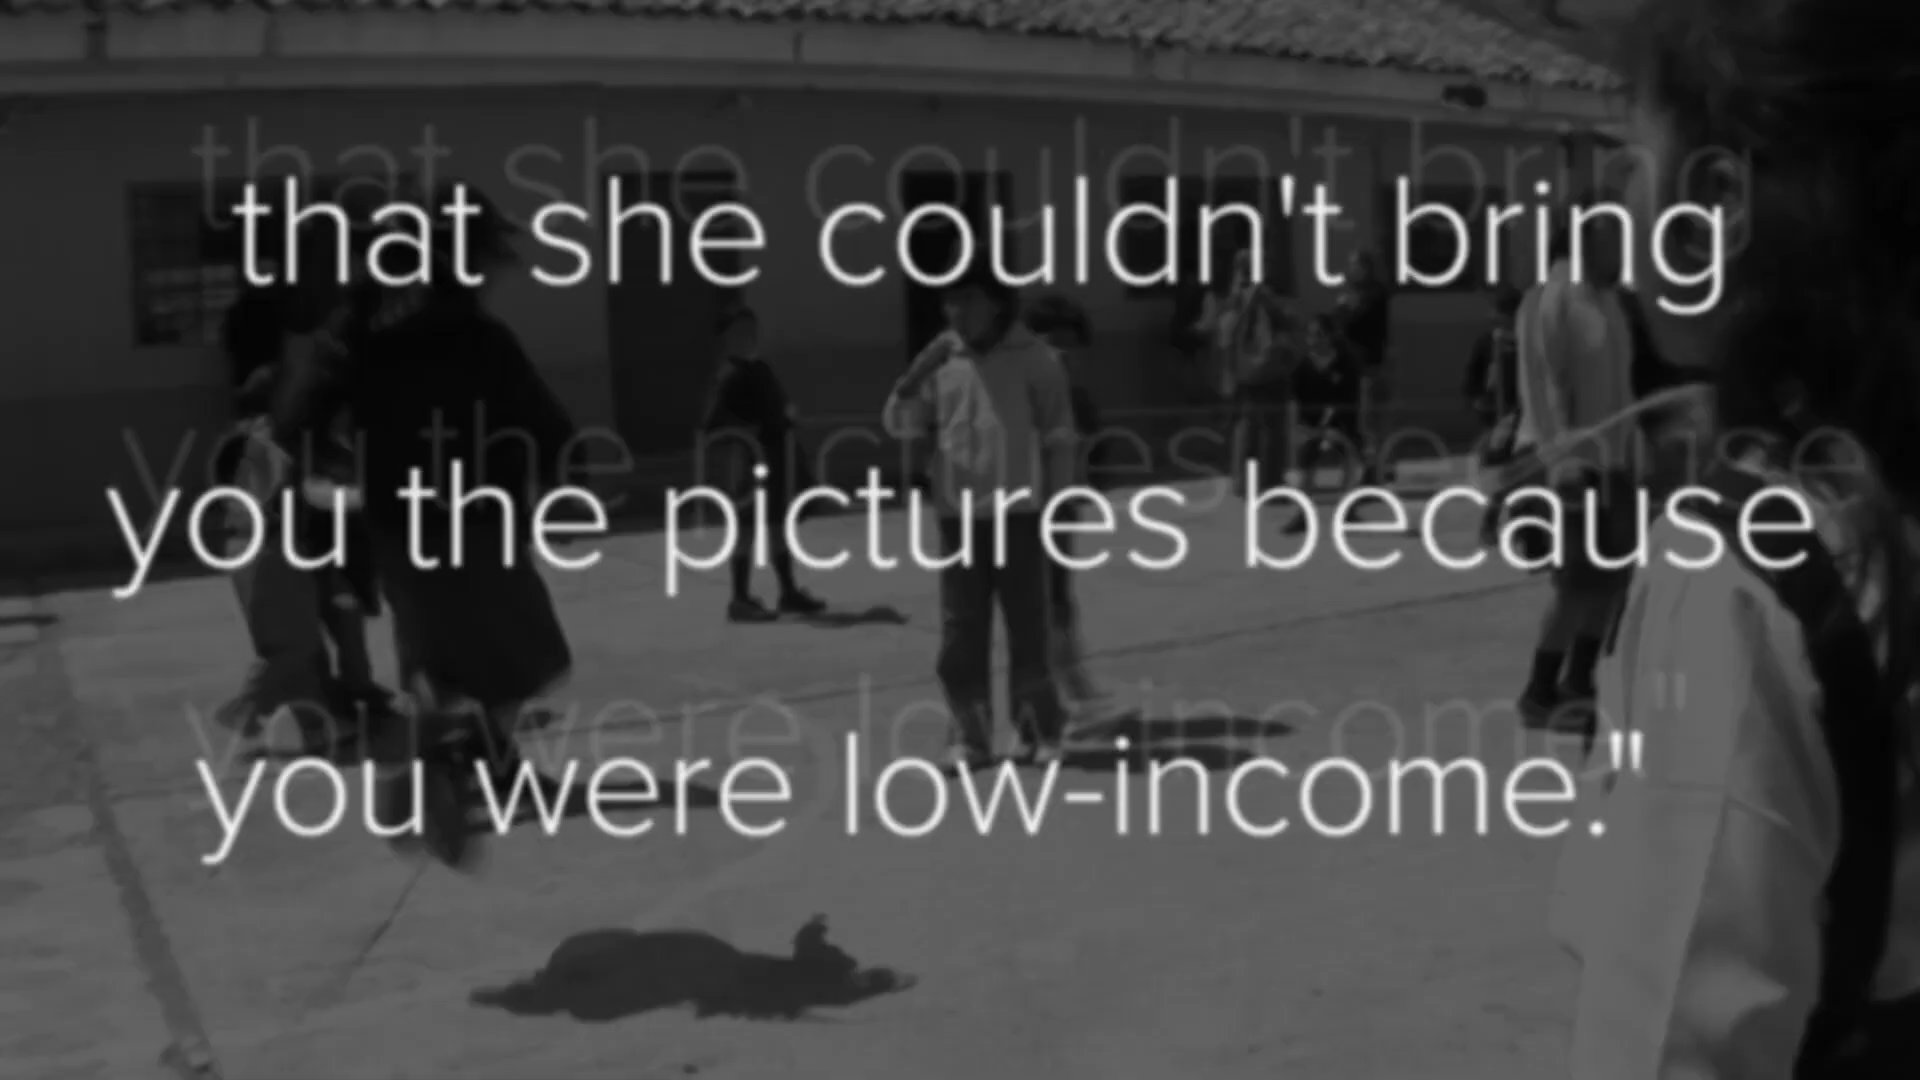 that she couldn't bring
you the pictures because
you were low-income."